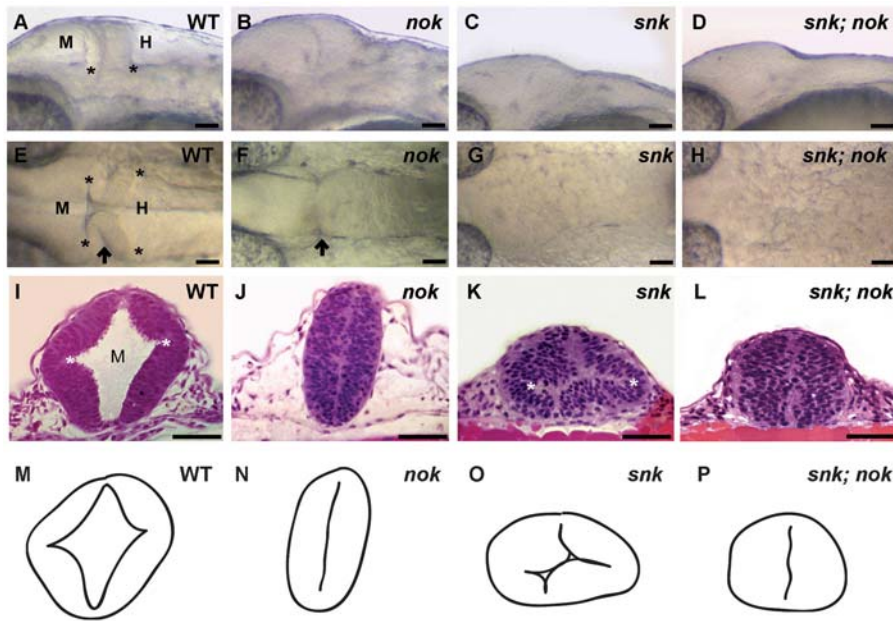 A WT B nok C snk D snk; nok
M H
* *
E WT F nok G snk H snk; nok
* *
M H
* *
I WT J nok K snk L snk; nok
M
* *
* *
M WT N nok O snk P snk; nok